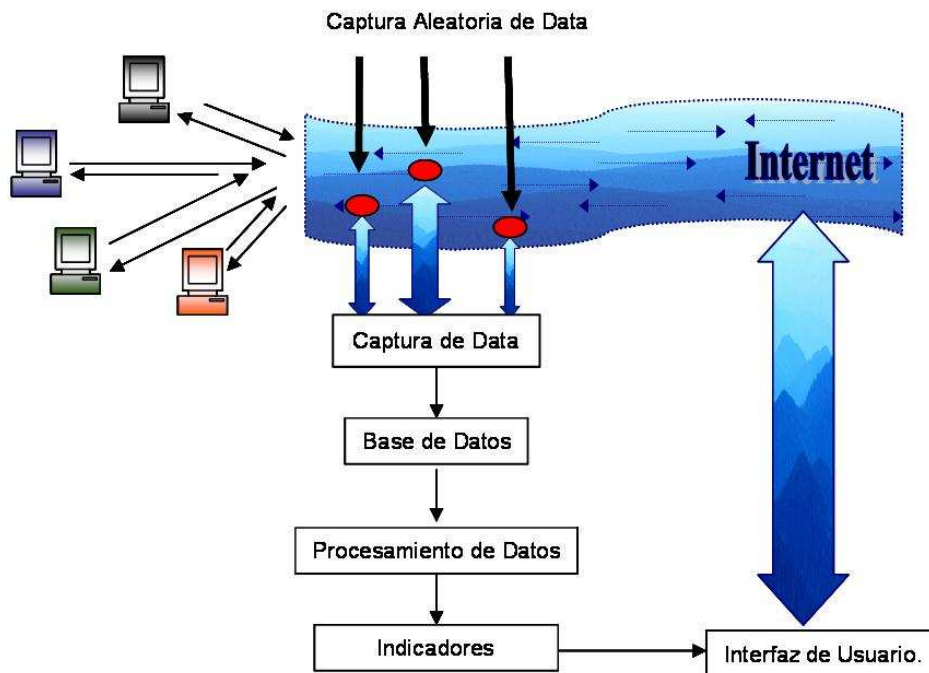 Captura Aleatoria de Data
Internet
Captura de Data
Base de Datos
Procesamiento de Datos
Indicadores
Interfaz de Usuario.